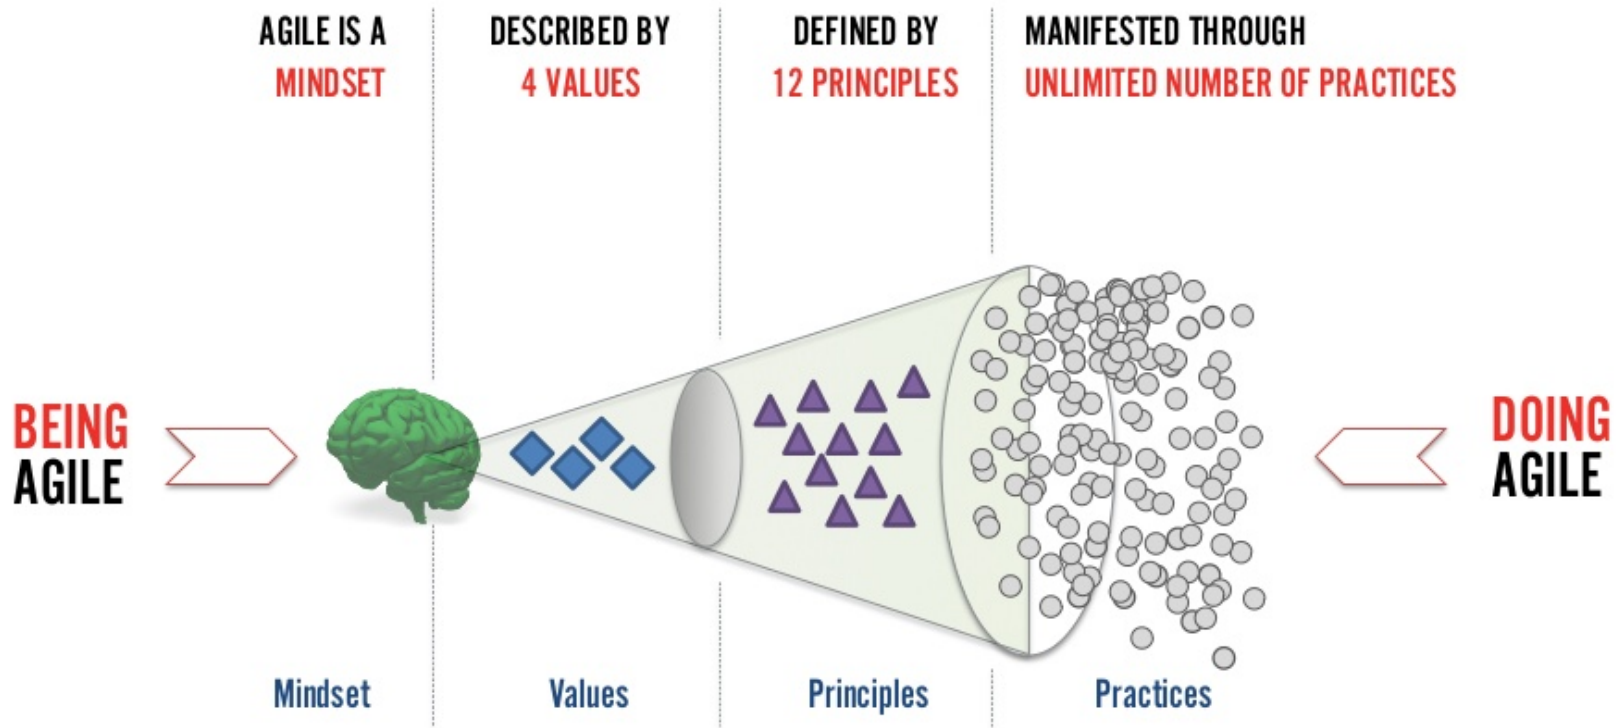 AGILE IS A
MINDSET
DESCRIBED BY
4 VALUES
DEFINED BY
12 PRINCIPLES
MANIFESTED THROUGH
UNLIMITED NUMBER OF PRACTICES
BEING
AGILE
DOING
AGILE
Mindset
Values
Principles
Practices